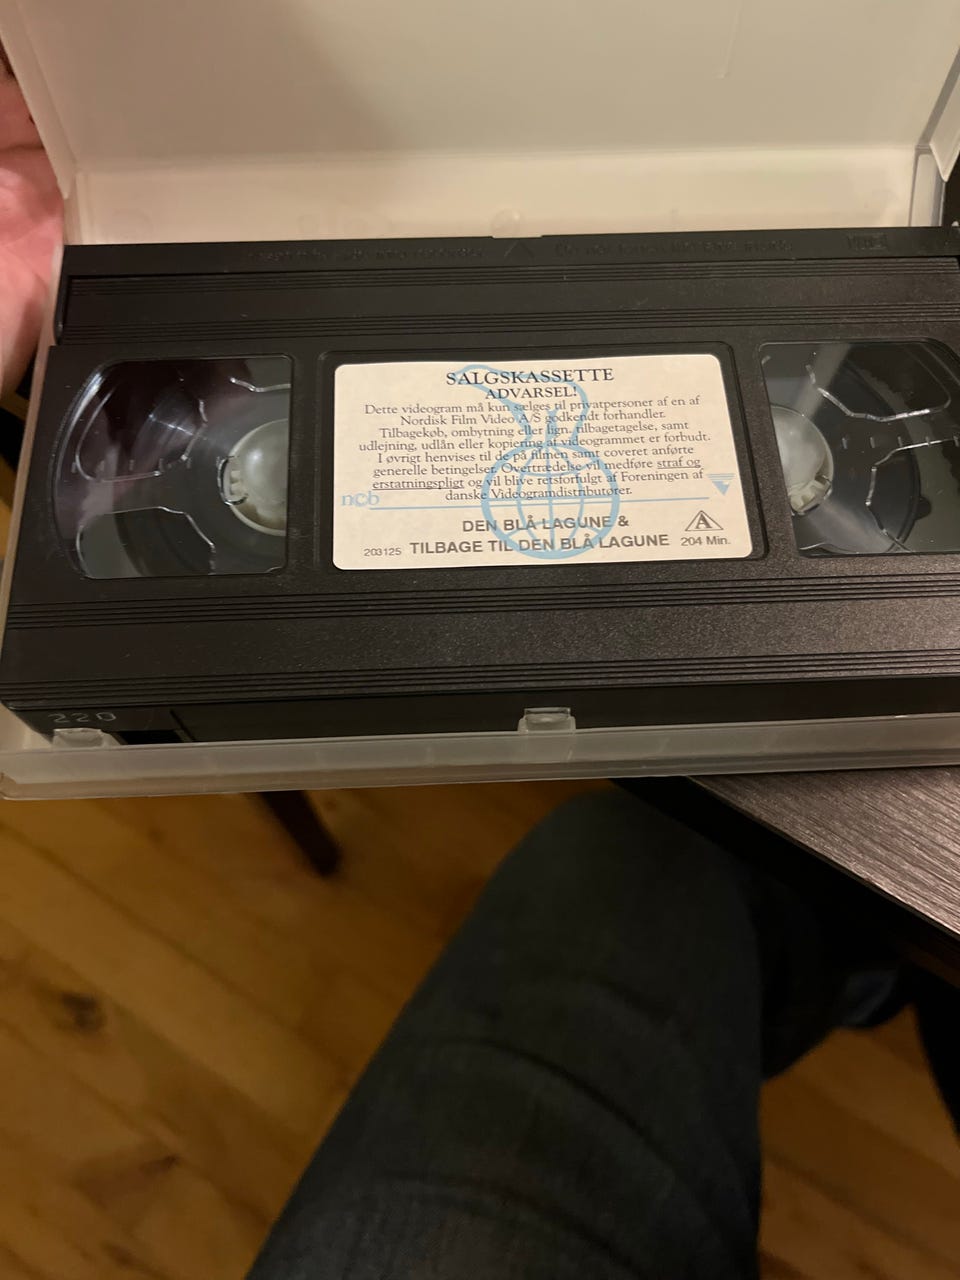 SALGSKASSETTE
ADVARSEL!
Dette videogram må kun sælges til privatpersoner af en af
Nordisk Film Video A/S godkendt forhandler.
Tilbagekøb, ombytning eller lign. tilbagetagelse, samt
udlejning, udlån eller kopiering af videogrammet er forbudt.
I øvrigt henvises til de på filmen samt coveret anførte
generelle betingelser. Overtrædelse vil medføre straf og
erstatningspligt og vil blive retsforfulgt af Foreningen af
danske Videogramdistributører.
ncb
DEN BLÅ LAGUNE &
A
203125 TILBAGE TIL DEN BLÅ LAGUNE 204 Min.
220